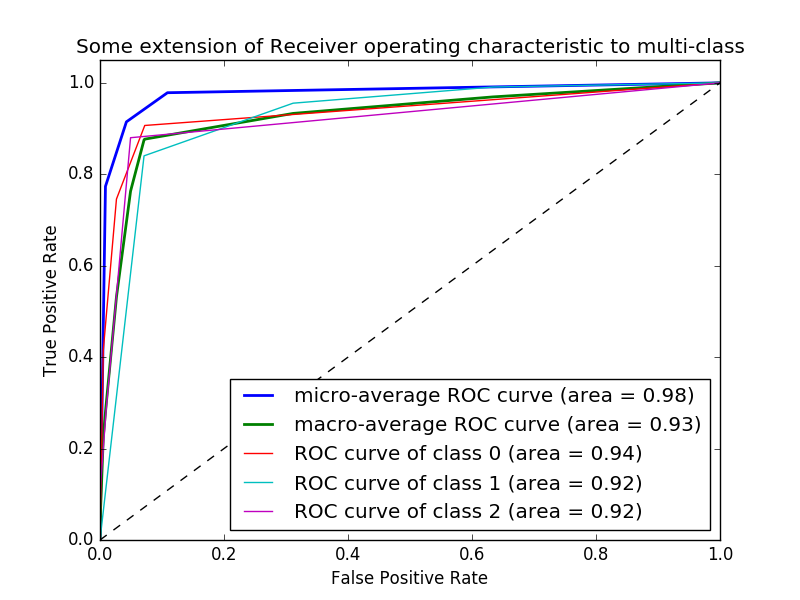 Some extension of Receiver operating characteristic to multi-class
1.0
0.8
0.6
0.4
0.2
0.0
True Positive Rate
micro-average ROC curve (area = 0.98)
macro-average ROC curve (area = 0.93)
ROC curve of class 0 (area = 0.94)
ROC curve of class 1 (area = 0.92)
ROC curve of class 2 (area = 0.92)
0.0 0.2 0.4 0.6 0.8 1.0
False Positive Rate